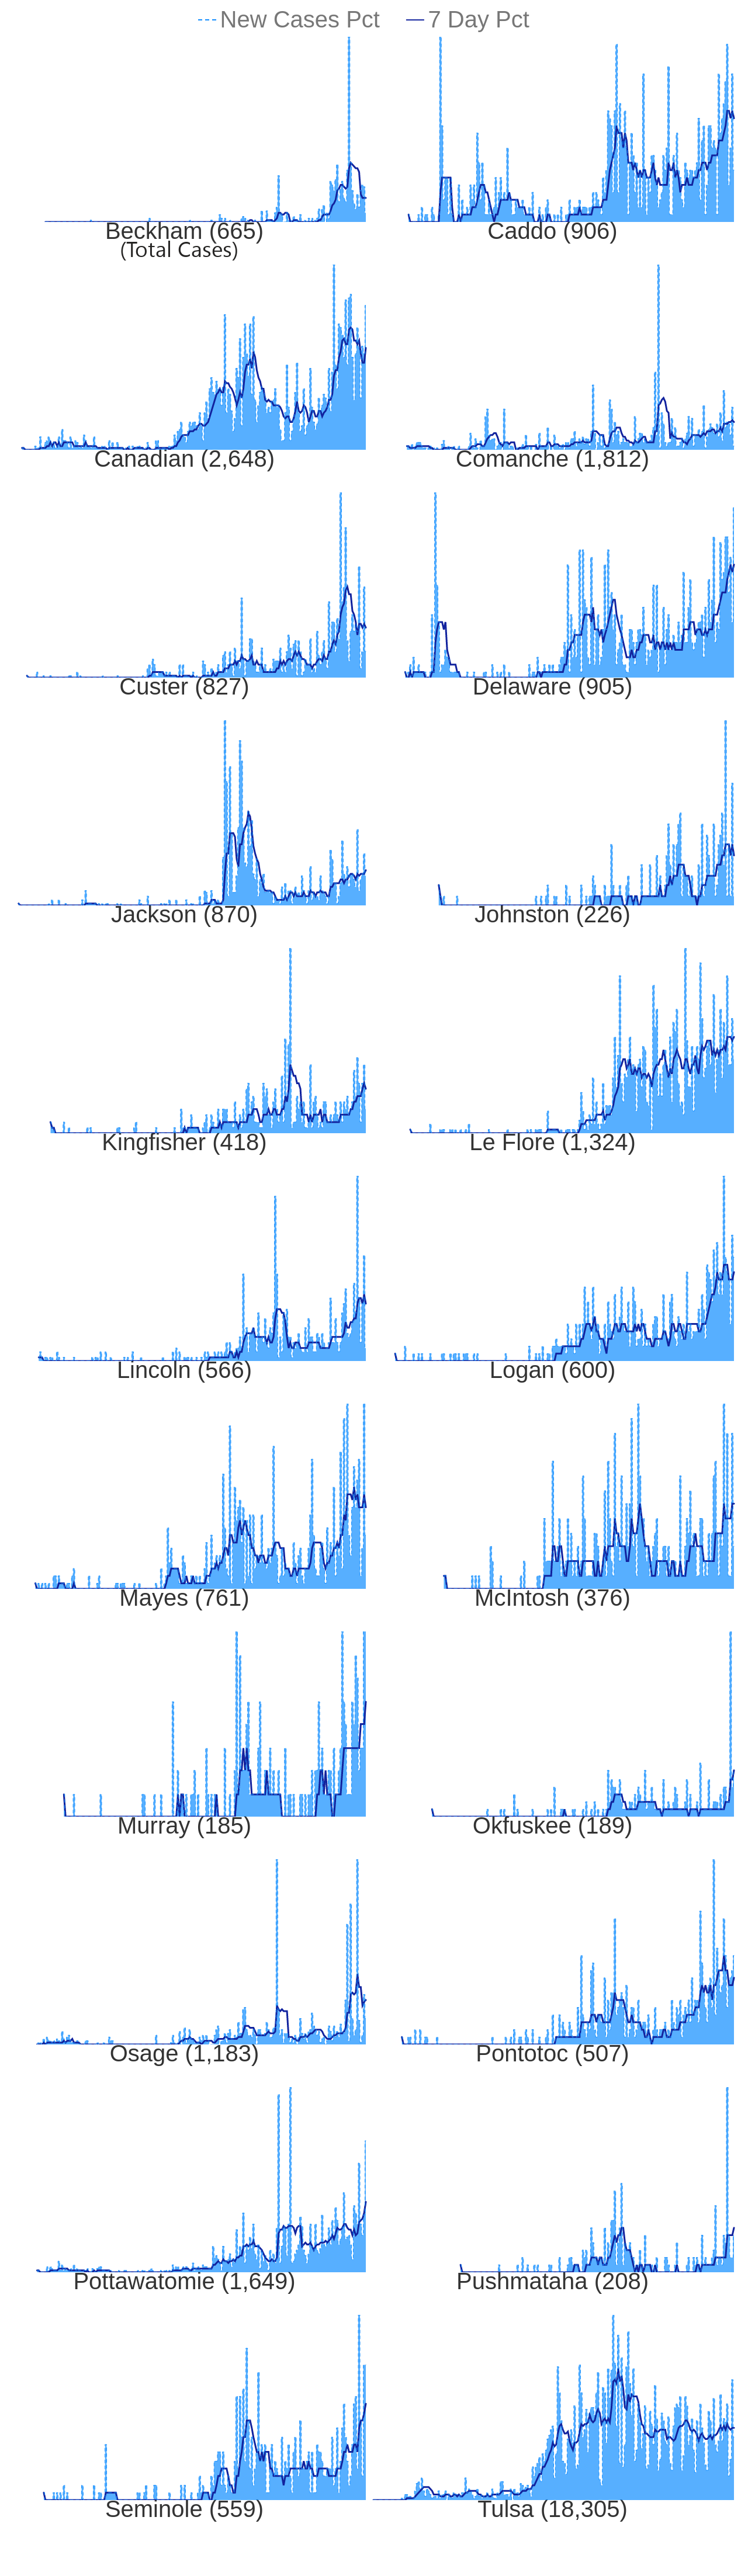 New Cases Pct 7 Day Pct
Beckham (665) Caddo (906)
(Total Cases)
Canadian (2,648) Comanche (1,812)
Custer (827) Delaware (905)
Jackson (870) Johnston (226)
Kingfisher (418) Le Flore (1,324)
Lincoln (566) Logan (600)
Mayes (761) McIntosh (376)
Murray (185) Okfuskee (189)
Osage (1,183) Pontotoc (507)
Pottawatomie (1,649) Pushmataha (208)
Seminole (559) Tulsa (18,305)